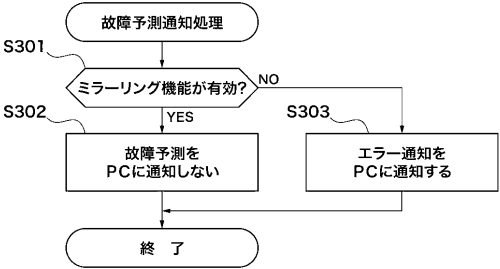 故障予測通知処理
S301
ミラーリング機能が有効?
NO
YES
S302
故障予測を
PCに通知しない
S303
エラー通知を
PCに通知する
終 了